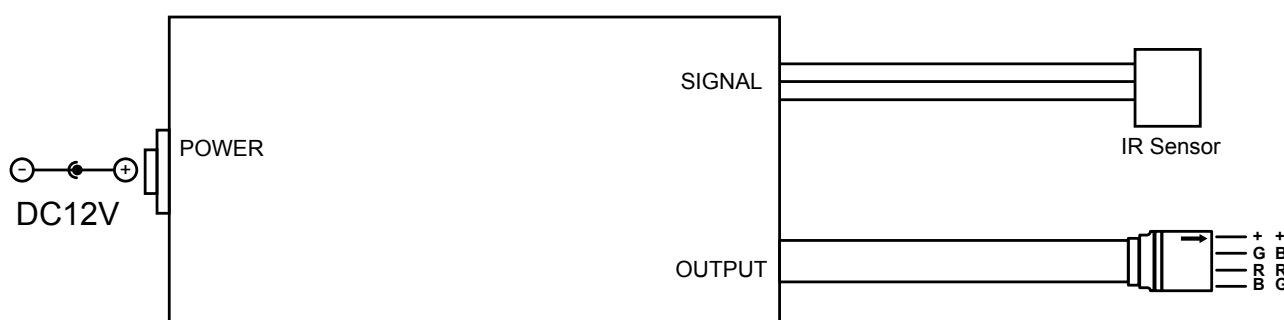 SIGNAL
IR Sensor
POWER
- +
DC12V
OUTPUT
+ +
G B
R R
B G